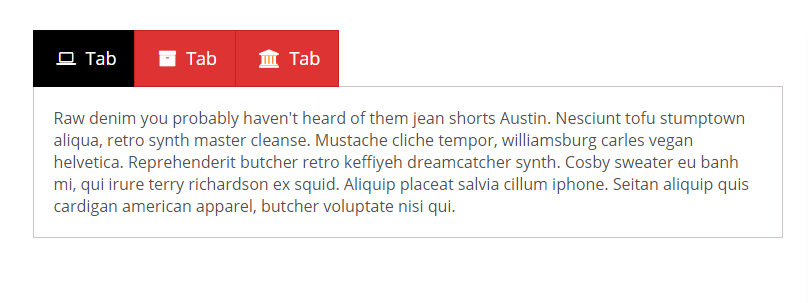 Tab Tab Tab
Raw denim you probably haven't heard of them jean shorts Austin. Nesciunt tofu stumptown
aliqua, retro synth master cleanse. Mustache cliche tempor, williamsburg carles vegan
helvetica. Reprehenderit butcher retro keffiyeh dreamcatcher synth. Cosby sweater eu banh
mi, qui irure terry richardson ex squid. Aliquip placeat salvia cillum iphone. Seitan aliquip quis
cardigan american apparel, butcher voluptate nisi qui.